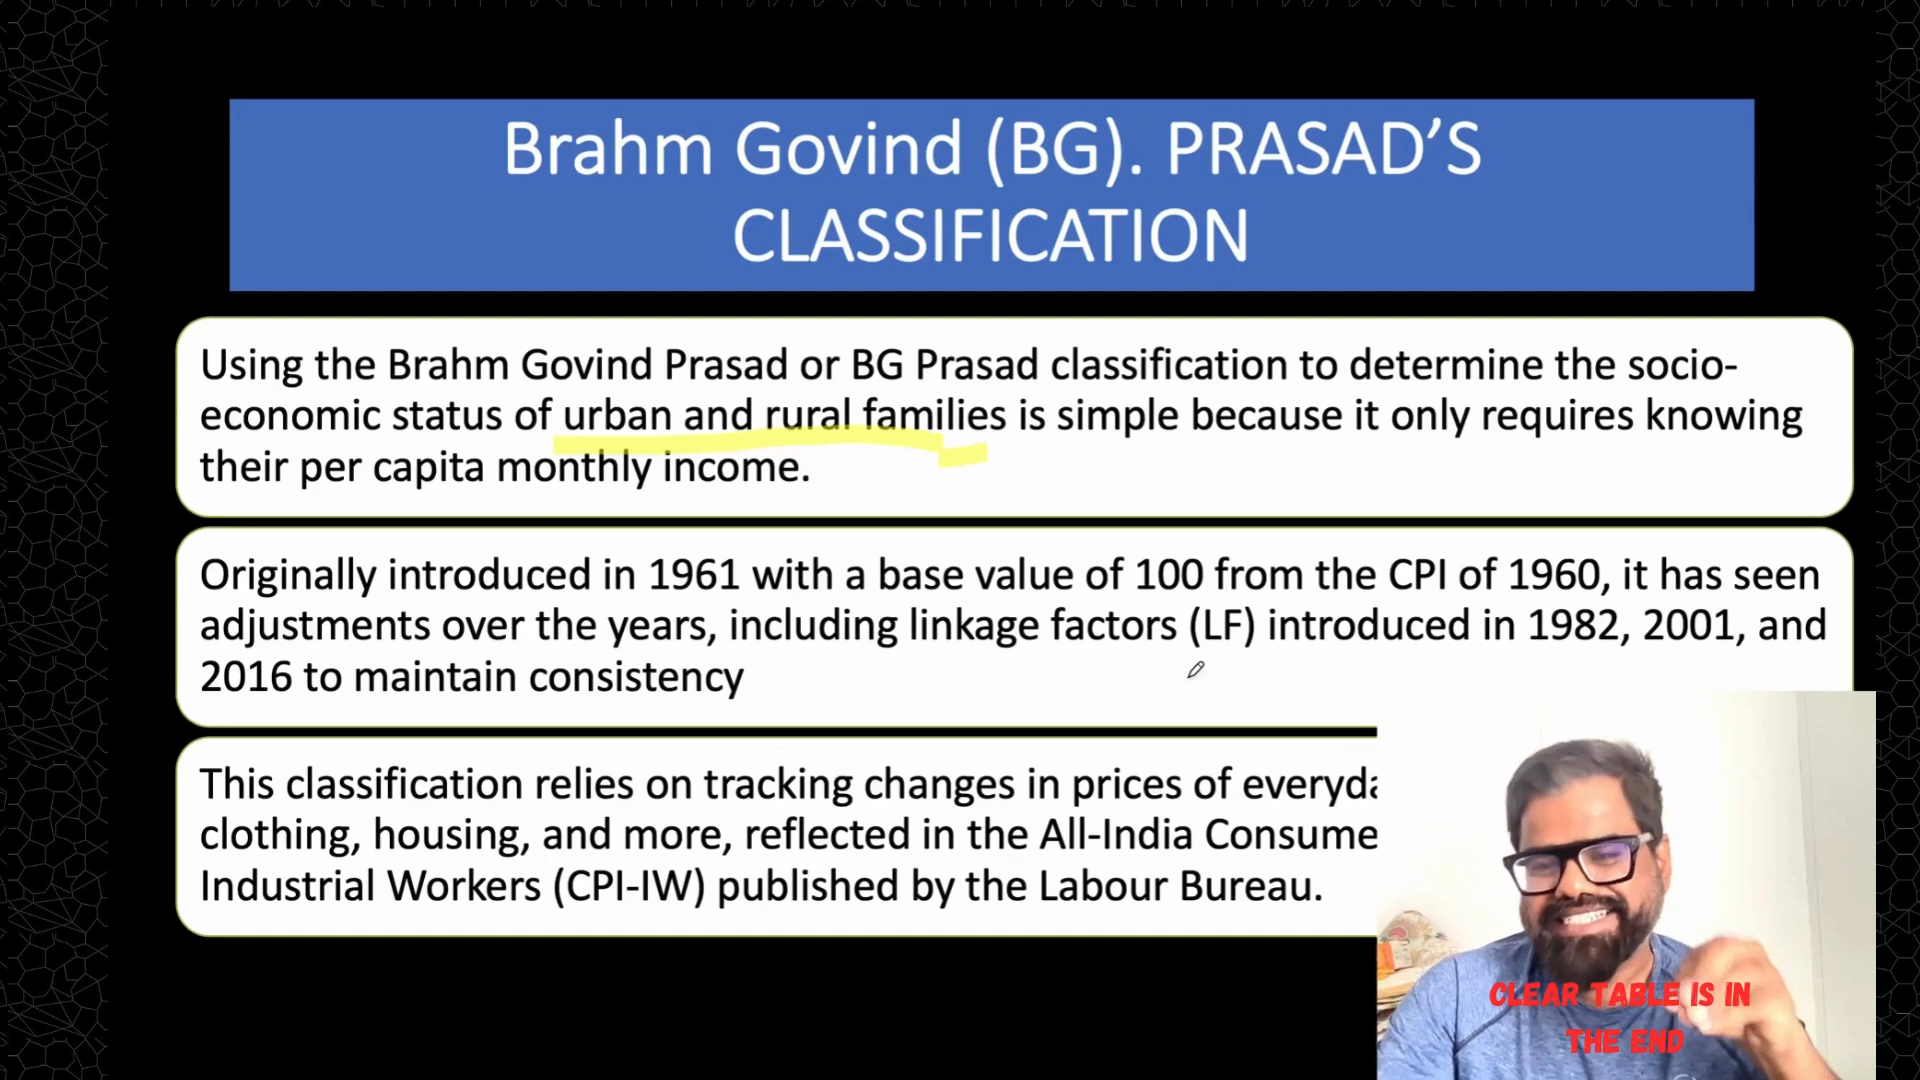 Brahm Govind (BG). PRASAD’S
CLASSIFICATION
Using the Brahm Govind Prasad or BG Prasad classification to determine the socio-
economic status of urban and rural families is simple because it only requires knowing
their per capita monthly income.
Originally introduced in 1961 with a base value of 100 from the CPI of 1960, it has seen
adjustments over the years, including linkage factors (LF) introduced in 1982, 2001, and
2016 to maintain consistency
This classification relies on tracking changes in prices of everyda
clothing, housing, and more, reflected in the All-India Consume
Industrial Workers (CPI-IW) published by the Labour Bureau.
CLEAR TABLE IS IN
THE END